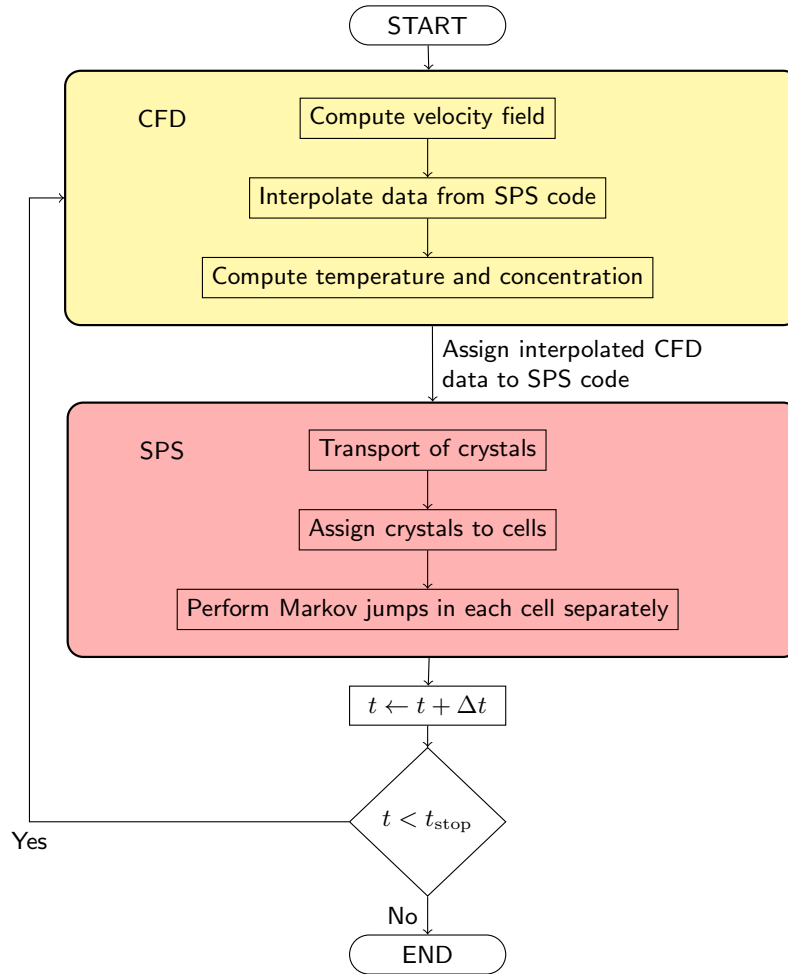 START
CFD
Compute velocity field
Interpolate data from SPS code
Compute temperature and concentration
Assign interpolated CFD
data to SPS code
SPS
Transport of crystals
Assign crystals to cells
Perform Markov jumps in each cell separately
t ← t + Δt
t < t_stop
Yes
No
END